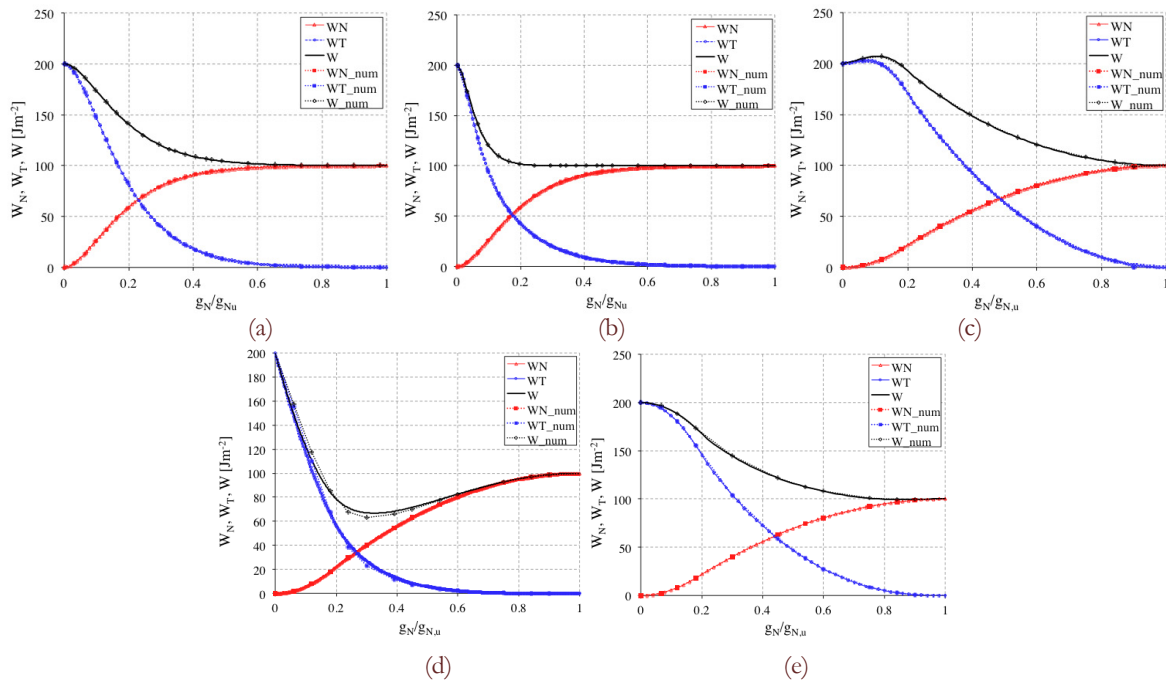 250
200
150
100
50
0
W_N, W_T, W [Jm⁻²]
WN
WT
W
WN_num
WT_num
W_num
0 0.2 0.4 0.6 0.8 1
g_N/g_Nu
(a)
250
200
150
100
50
0
W_N, W_T, W [Jm⁻²]
WN
WT
W
WN_num
WT_num
W_num
0 0.2 0.4 0.6 0.8 1
g_N/g_Nu
(b)
250
200
150
100
50
0
W_N, W_T, W [Jm⁻²]
WN
WT
W
WN_num
WT_num
W_num
0 0.2 0.4 0.6 0.8 1
g_N/g_N,u
(c)
200
180
160
140
120
100
80
60
40
20
0
W_N, W_T, W [Jm⁻²]
WN
WT
W
WN_num
WT_num
W_num
0 0.2 0.4 0.6 0.8 1
g_N/g_N,u
(d)
250
200
150
100
50
0
W_N, W_T, W [Jm⁻²]
WN
WT
W
WN_num
WT_num
W_num
0 0.2 0.4 0.6 0.8 1
g_N/g_N,u
(e)